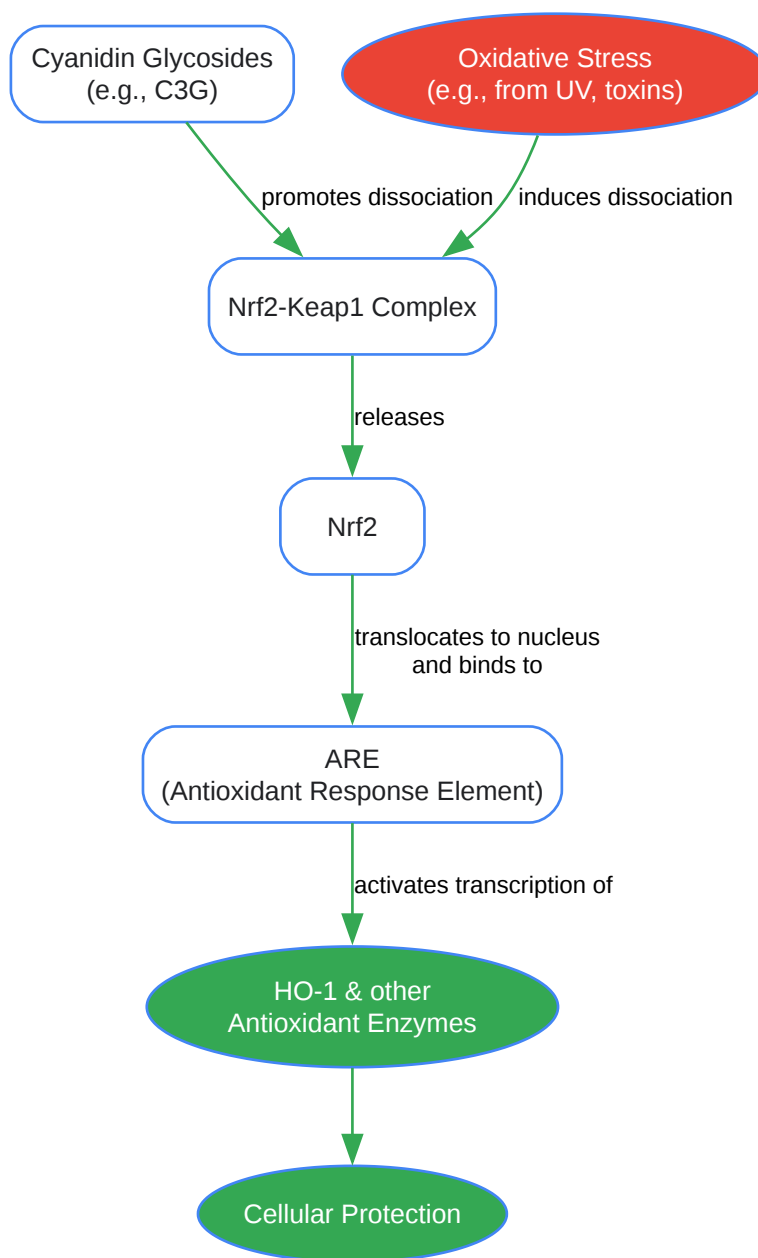 Cyanidin Glycosides
(e.g., C3G)
Oxidative Stress
(e.g., from UV, toxins)
promotes dissociation
induces dissociation
Nrf2-Keap1 Complex
releases
Nrf2
translocates to nucleus
and binds to
ARE
(Antioxidant Response Element)
activates transcription of
HO-1 & other
Antioxidant Enzymes
Cellular Protection